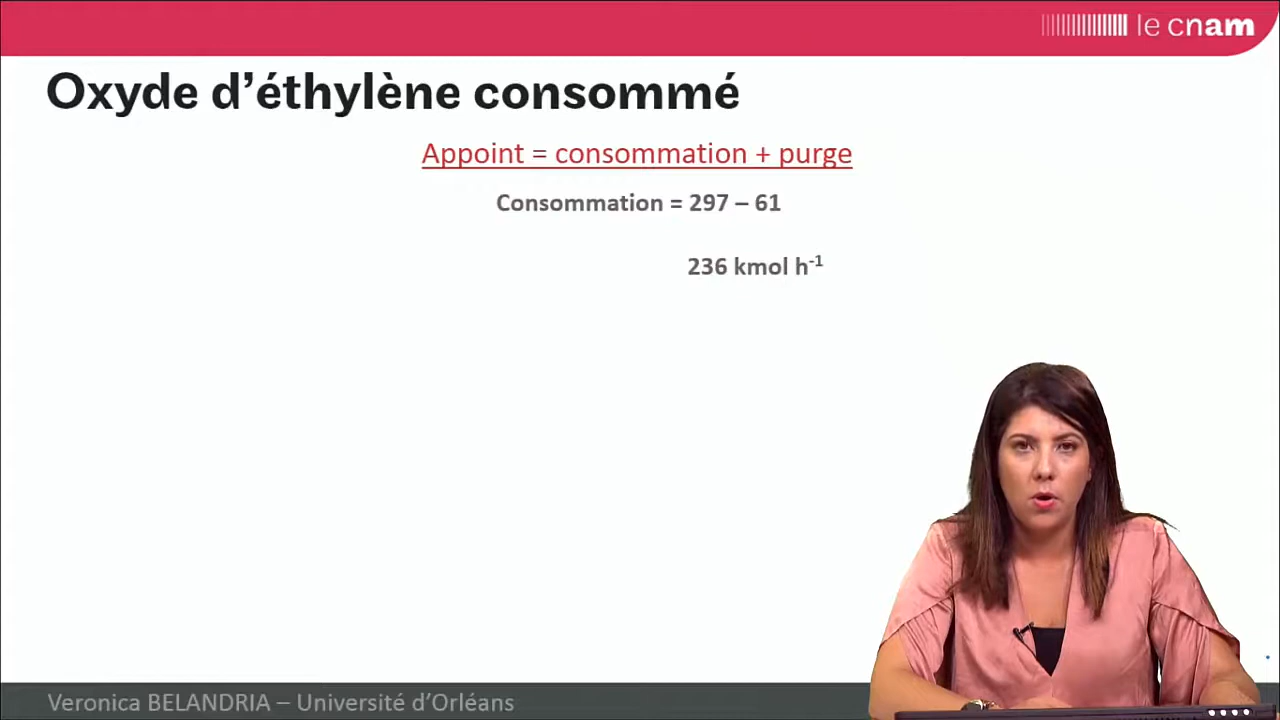 le cnam
Oxyde d’éthylène consommé
Appoint = consommation + purge
Consommation = 297 – 61
236 kmol h-1
Veronica BELANDRIA – Université d’Orléans